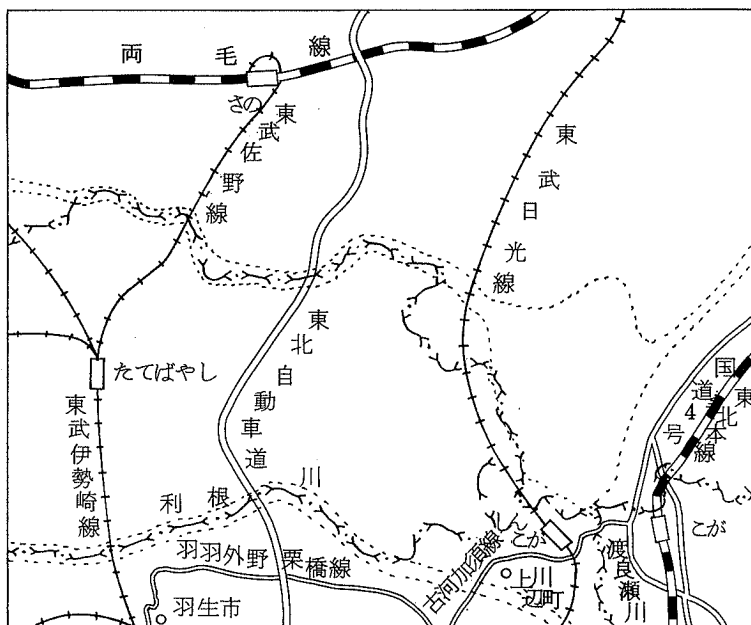 両毛線
さの
東武佐野線
東武日光線
東北自動車道
たてばやし
東武伊勢崎線
国道4号
東北本線
利根川
しんこが
こが
羽羽外野栗橋線
古河加須線
上川辺町
渡良瀬川
羽生市